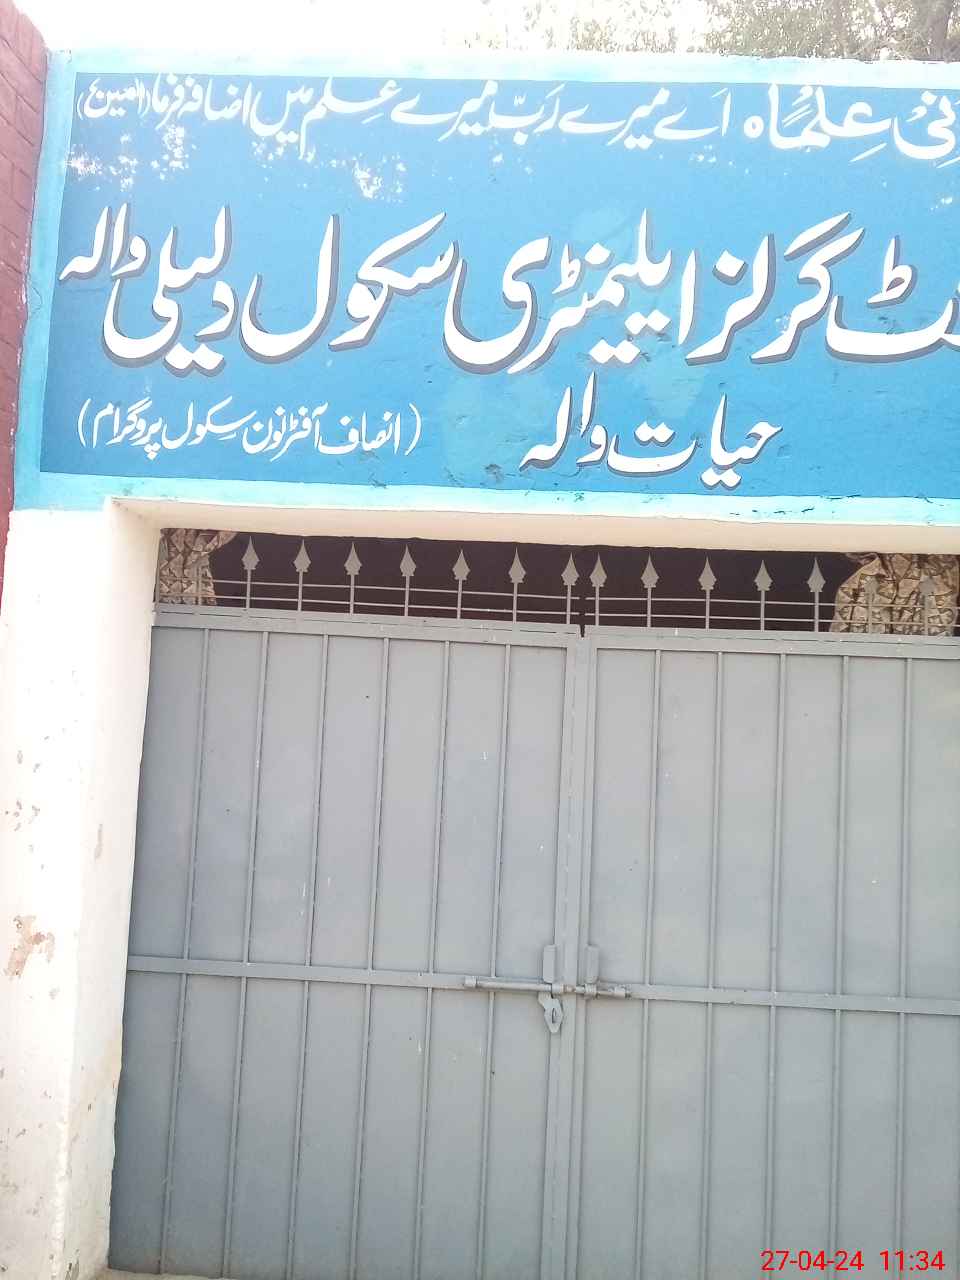 زدنی علماً ہ اے میرے ربّ میرے علم میں اضافہ فرما (آمین)
گرلز ایلیمنٹری سکول دلیلی والہ
حیات والہ
(انصاف آفٹرنون سکول پروگرام)
27-04-24 11:34